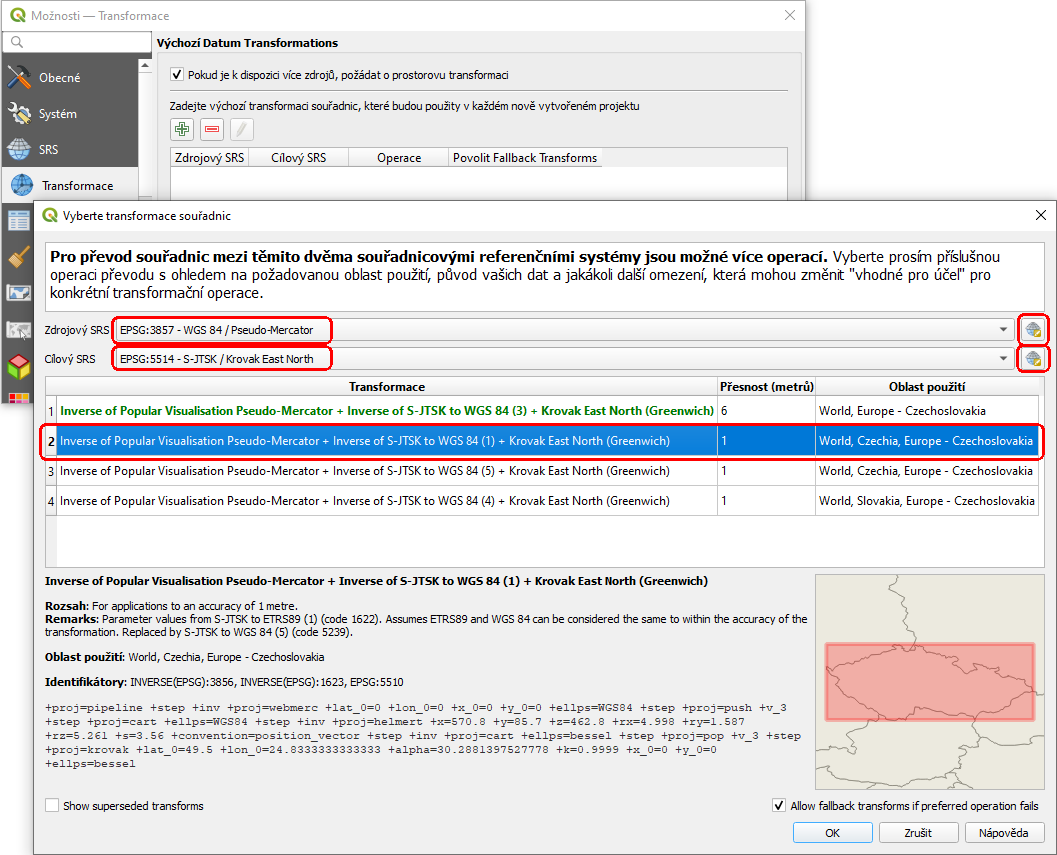 Možnosti — Transformace
Výchozí Datum Transformations
Obecné
Systém
SRS
Transformace
Pokud je k dispozici více zdrojů, požádat o prostorovu transformaci
Zadejte výchozí transformaci souřadnic, které budou použity v každém nově vytvořeném projektu
Zdrojový SRS Cílový SRS Operace Povolit Fallback Transforms
Vyberte transformace souřadnic
Pro převod souřadnic mezi těmito dvěma souřadnicovými referenčními systémy jsou možné více operací. Vyberte prosím příslušnou
operaci převodu s ohledem na požadovanou oblast použití, původ vašich dat a jakákoli další omezení, která mohou změnit "vhodné pro účel" pro
konkrétní transformační operace.
Zdrojový SRS EPSG:3857 - WGS 84 / Pseudo-Mercator
Cílový SRS EPSG:5514 - S-JTSK / Krovak East North
Transformace Přesnost (metrů) Oblast použití
1 Inverse of Popular Visualisation Pseudo-Mercator + Inverse of S-JTSK to WGS 84 (3) + Krovak East North (Greenwich) 6 World, Europe - Czechoslovakia
2 Inverse of Popular Visualisation Pseudo-Mercator + Inverse of S-JTSK to WGS 84 (1) + Krovak East North (Greenwich) 1 World, Czechia, Europe - Czechoslovakia
3 Inverse of Popular Visualisation Pseudo-Mercator + Inverse of S-JTSK to WGS 84 (5) + Krovak East North (Greenwich) 1 World, Czechia, Europe - Czechoslovakia
4 Inverse of Popular Visualisation Pseudo-Mercator + Inverse of S-JTSK to WGS 84 (4) + Krovak East North (Greenwich) 1 World, Slovakia, Europe - Czechoslovakia
Inverse of Popular Visualisation Pseudo-Mercator + Inverse of S-JTSK to WGS 84 (1) + Krovak East North (Greenwich)
Rozsah: For applications to an accuracy of 1 metre.
Remarks: Parameter values from S-JTSK to ETRS89 (1) (code 1622). Assumes ETRS89 and WGS 84 can be considered the same to within the accuracy of the
transformation. Replaced by S-JTSK to WGS 84 (5) (code 5239).
Oblast použití: World, Czechia, Europe - Czechoslovakia
Identifikátory: INVERSE(EPSG):3856, INVERSE(EPSG):1623, EPSG:5510
+proj=pipeline +step +inv +proj=webmerc +lat_0=0 +lon_0=0 +x_0=0 +y_0=0 +ellps=WGS84 +step +proj=push +v_3
+step +proj=cart +ellps=WGS84 +step +inv +proj=helmert +x=570.8 +y=85.7 +z=462.8 +rx=4.998 +ry=1.587
+rz=5.261 +s=3.56 +convention=position_vector +step +inv +proj=cart +ellps=bessel +step +proj=pop +v_3 +step
+proj=krovak +lat_0=49.5 +lon_0=24.8333333333333 +alpha=30.2881397527778 +k=0.9999 +x_0=0 +y_0=0
+ellps=bessel
Show superseded transforms
Allow fallback transforms if preferred operation fails
OK Zrušit Nápověda